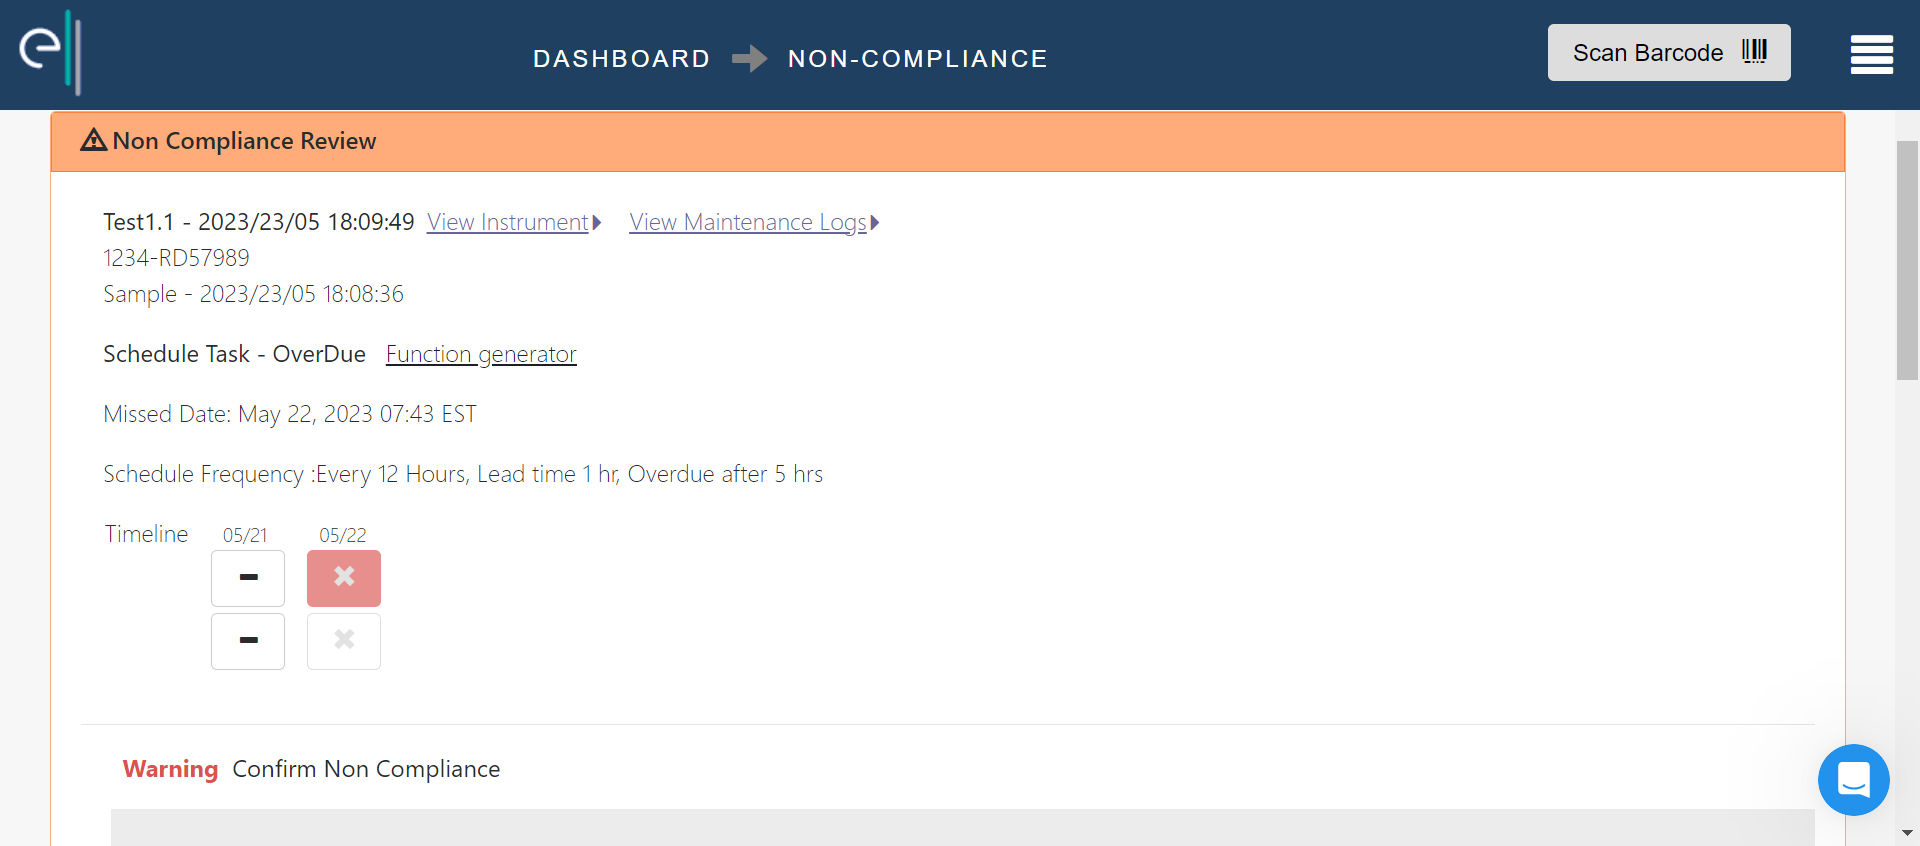 DASHBOARD NON-COMPLIANCE
Scan Barcode
Non Compliance Review
Test1.1 - 2023/23/05 18:09:49 View Instrument View Maintenance Logs
1234-RD57989
Sample - 2023/23/05 18:08:36
Schedule Task - OverDue Function generator
Missed Date: May 22, 2023 07:43 EST
Schedule Frequency :Every 12 Hours, Lead time 1 hr, Overdue after 5 hrs
Timeline 05/21 05/22
Warning Confirm Non Compliance